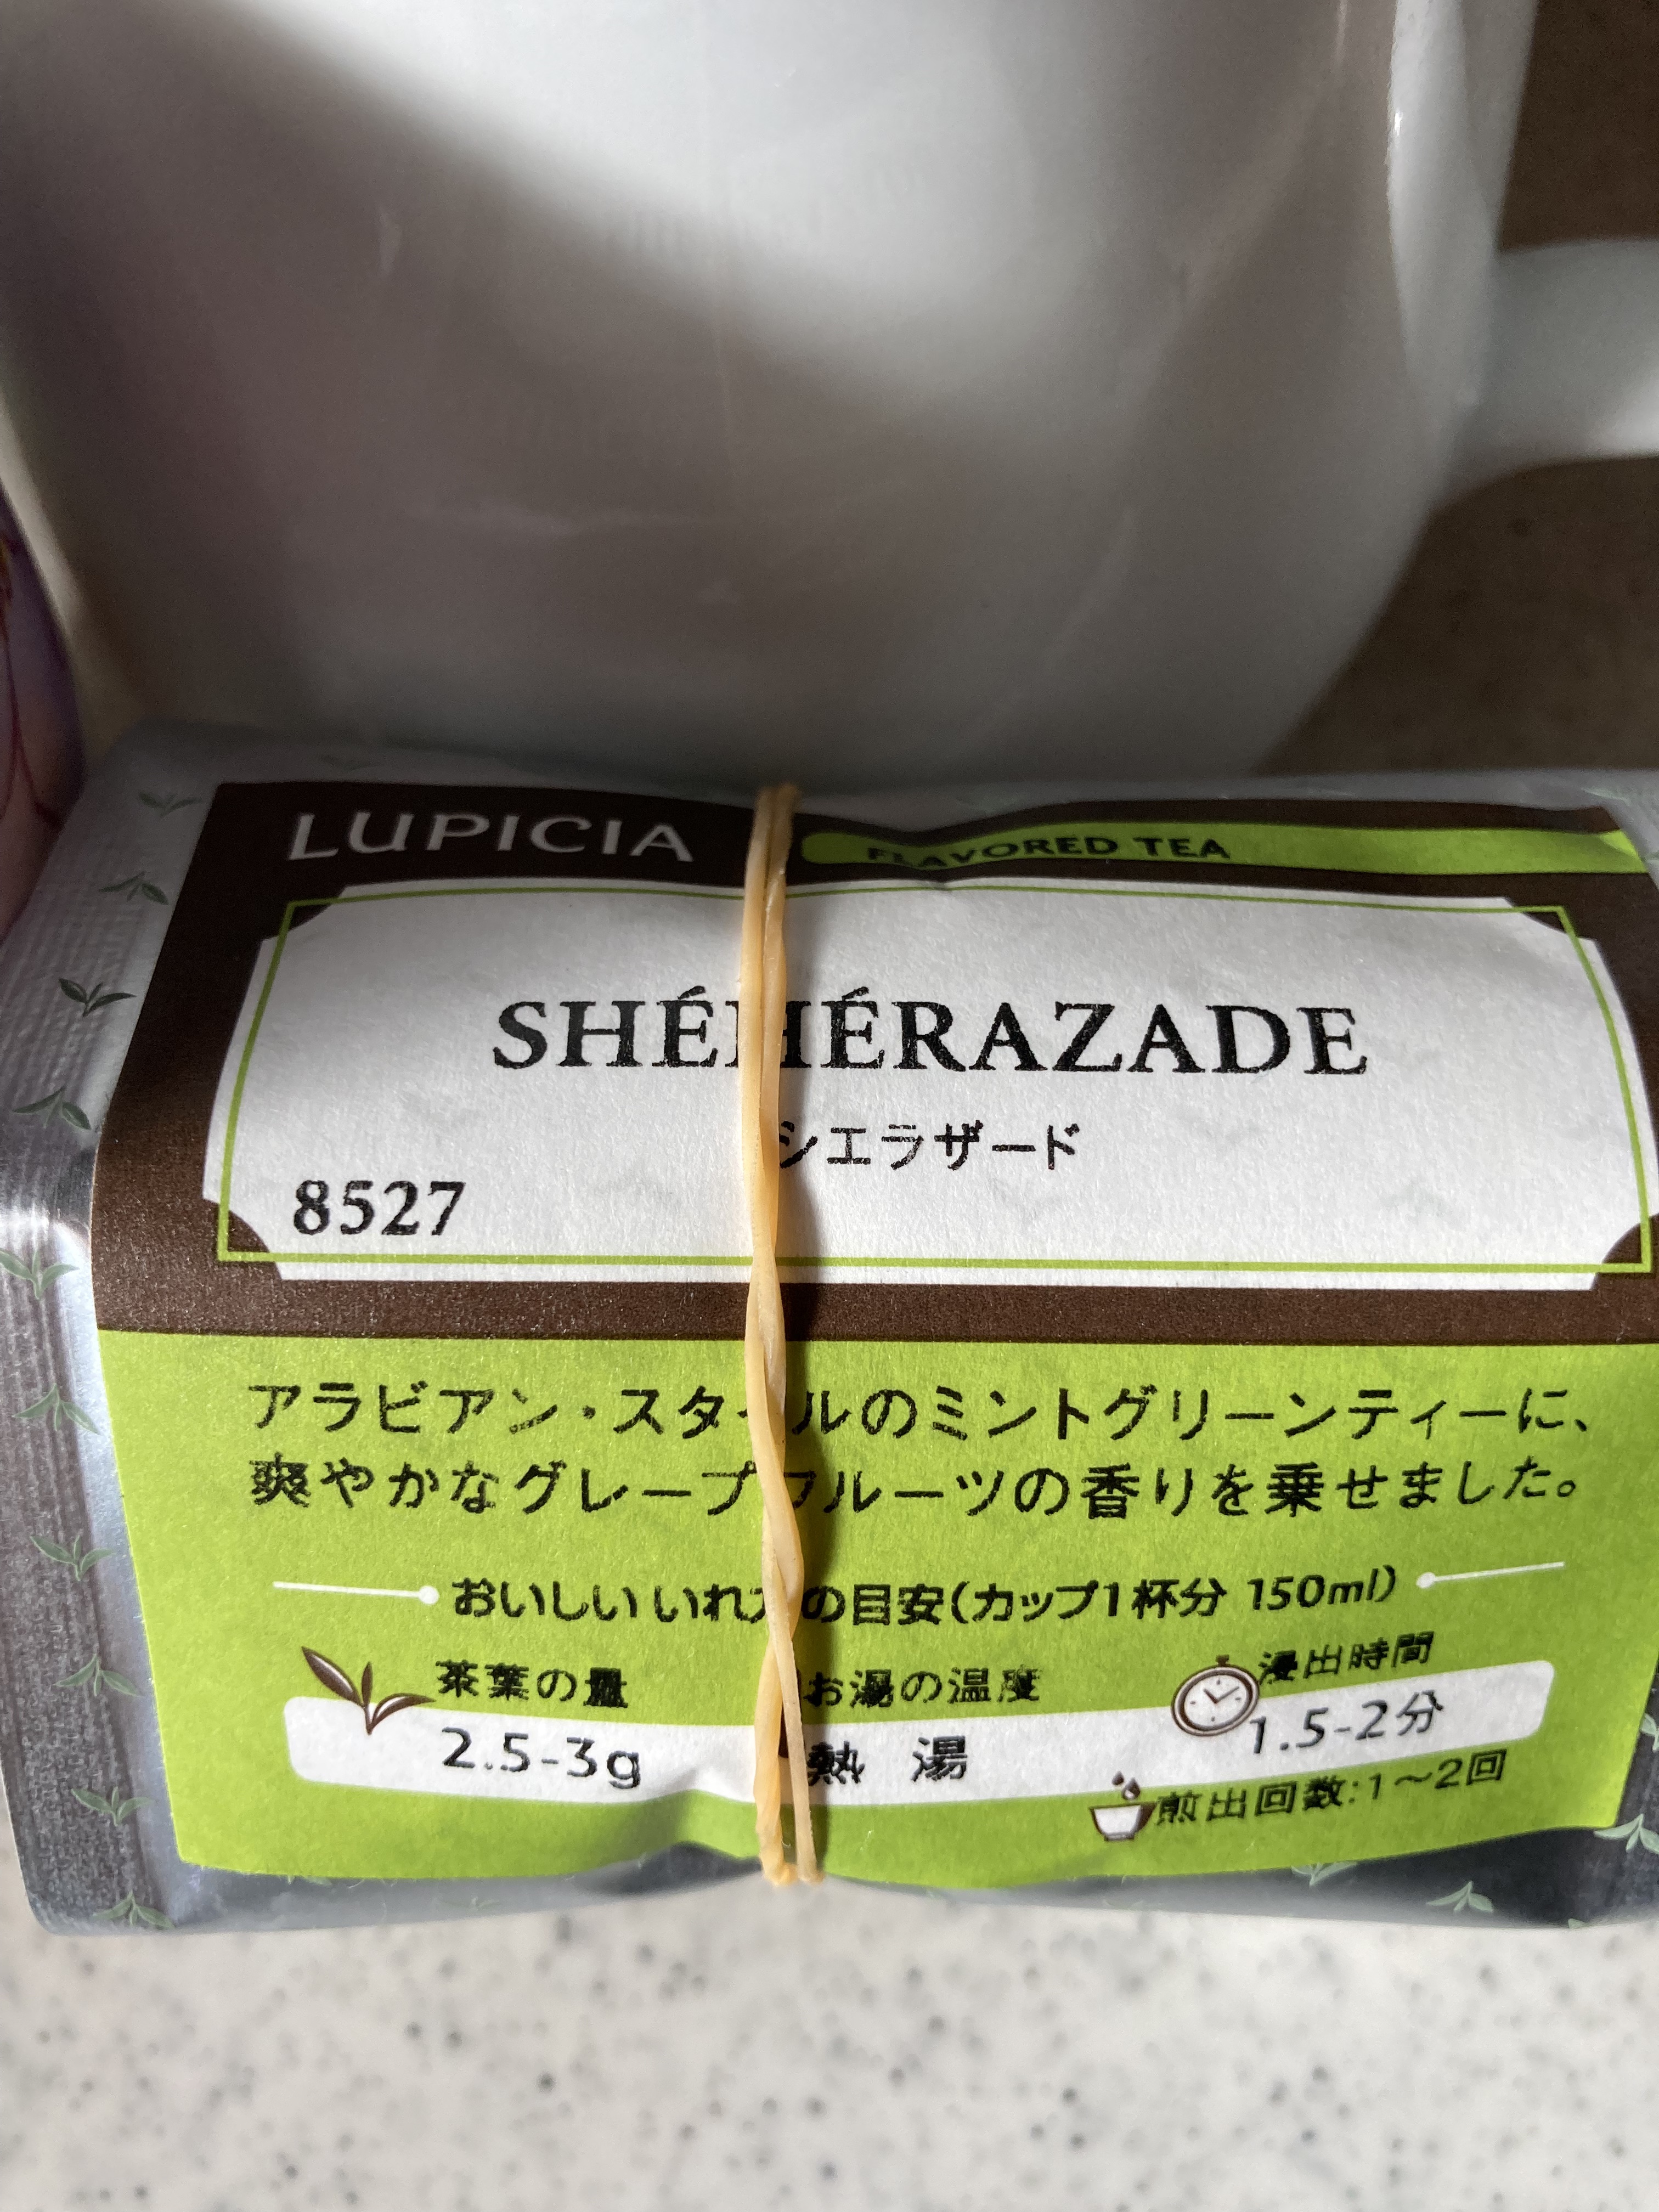 LUPICIA
FLAVORED TEA
SHÉHÉRAZADE
シエラザード
8527
アラビアン・スタイルのミントグリーンティーに、
爽やかなグレープフルーツの香りを乗せました。
おいしいいれ方の目安(カップ1杯分 150ml)
茶葉の量
お湯の温度
浸出時間
2.5-3g
熱 湯
1.5-2分
煎出回数:1〜2回